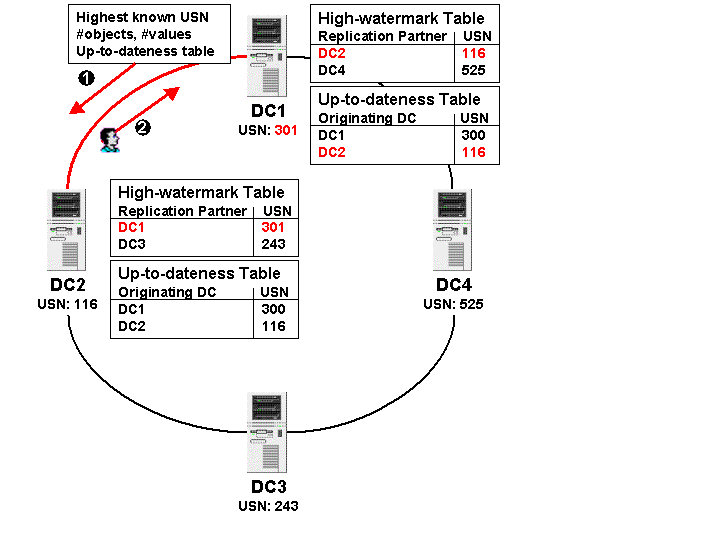 Highest known USN
#objects, #values
Up-to-dateness table
1
2
DC1
USN: 301
High-watermark Table
Replication Partner USN
DC2 116
DC4 525
Up-to-dateness Table
Originating DC USN
DC1 300
DC2 116
High-watermark Table
Replication Partner USN
DC1 301
DC3 243
Up-to-dateness Table
Originating DC USN
DC1 300
DC2 116
DC2
USN: 116
DC4
USN: 525
DC3
USN: 243